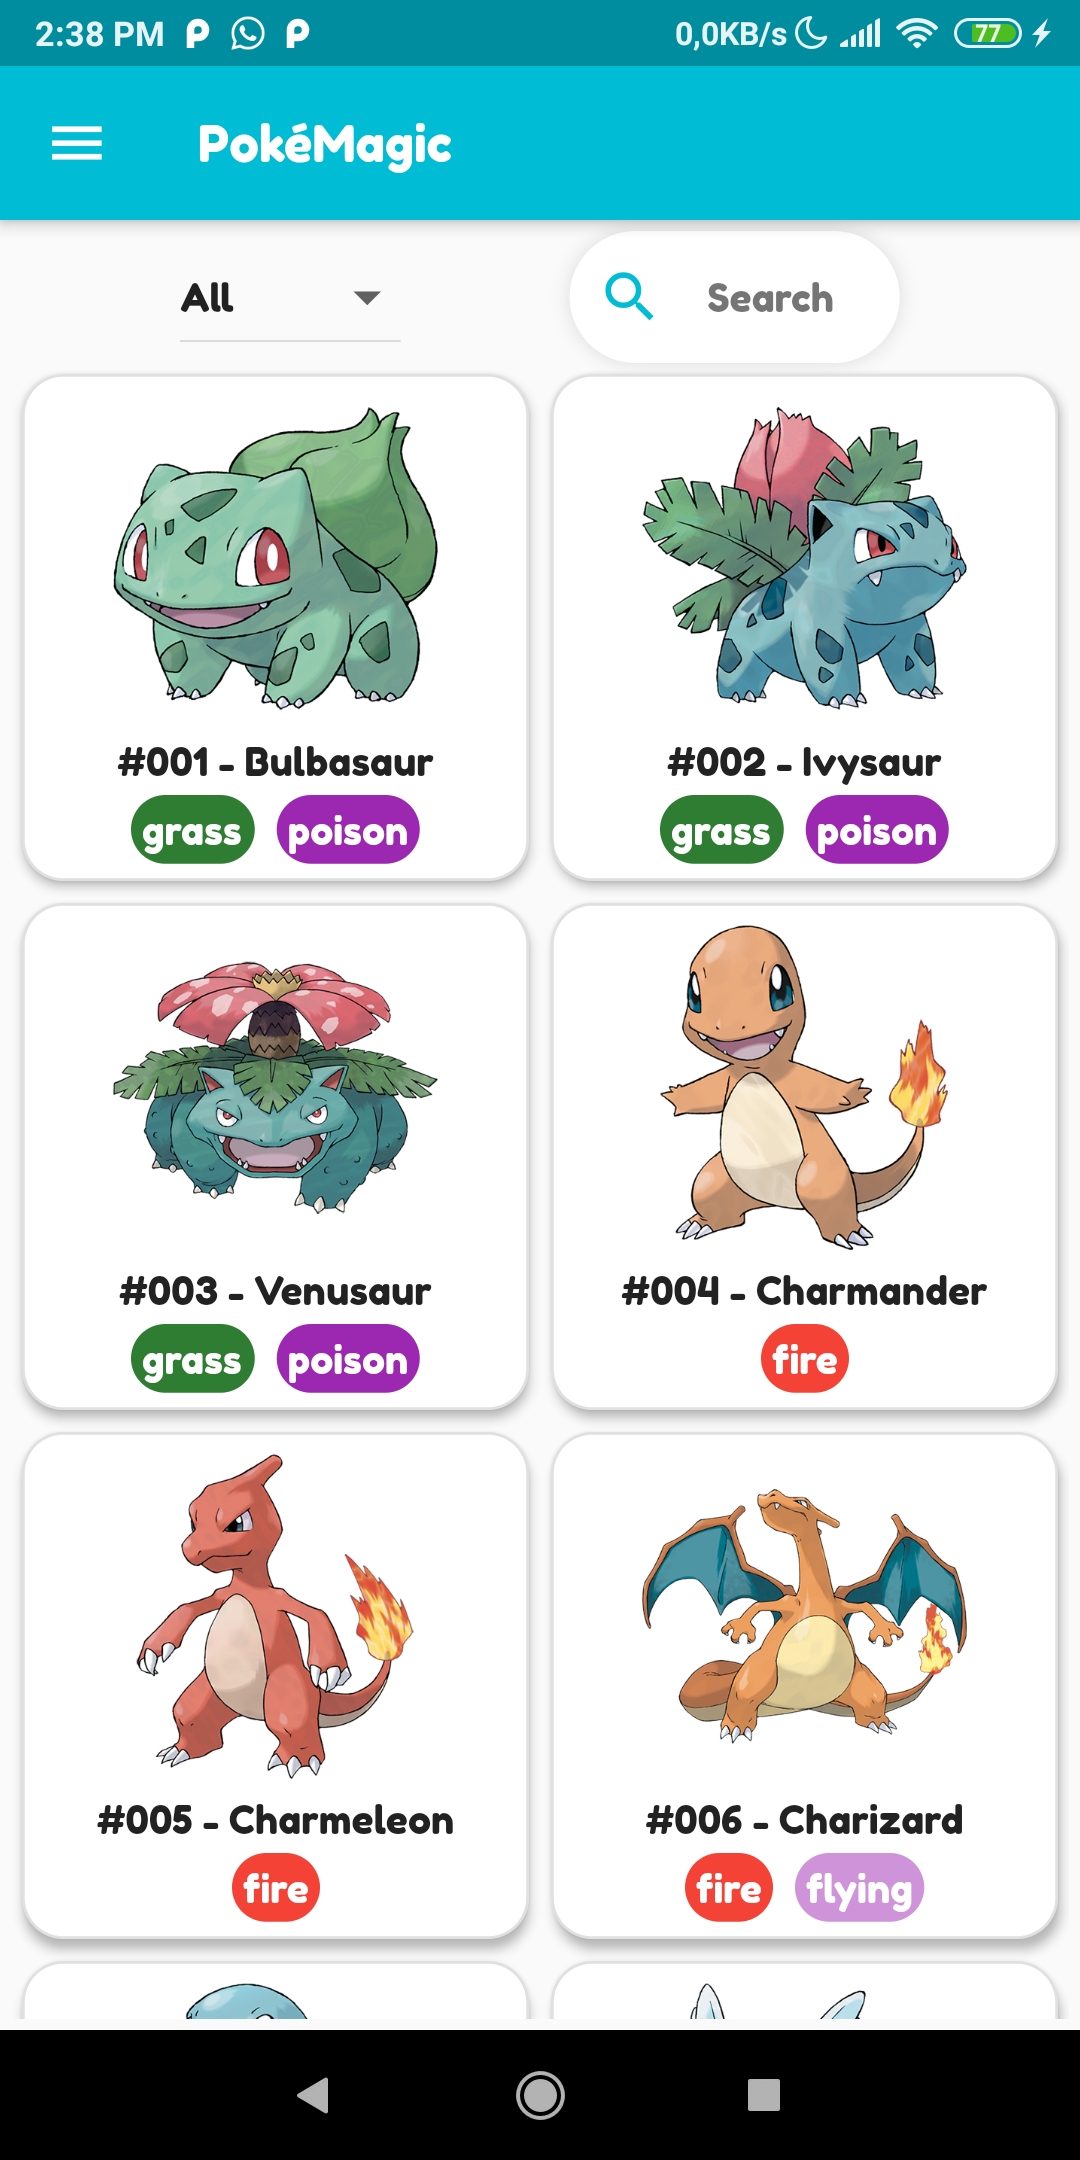 2:38 PM 0,0KB/s 77
PokéMagic
All Search
#001 - Bulbasaur
grass poison
#002 - Ivysaur
grass poison
#003 - Venusaur
grass poison
#004 - Charmander
fire
#005 - Charmeleon
fire
#006 - Charizard
fire flying